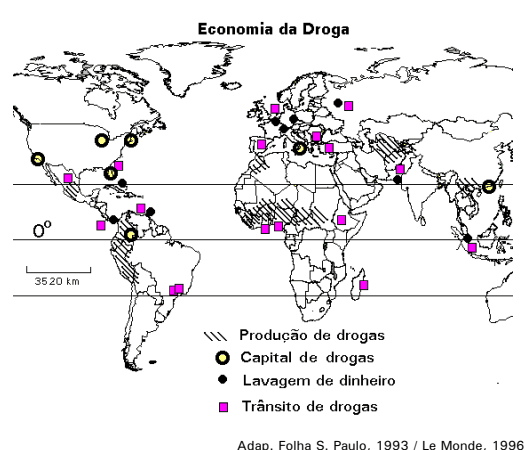 Economia da Droga
0°
3520 km
Produção de drogas
Capital de drogas
Lavagem de dinheiro
Trânsito de drogas
Adap. Folha S. Paulo, 1993 / Le Monde, 1996